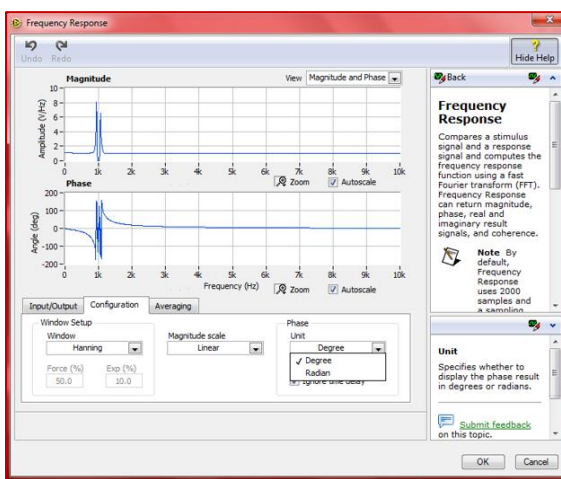 Frequency Response
Undo Redo
Hide Help
Magnitude
View Magnitude and Phase
Amplitude (V/Hz)
10
8
6
4
2
0
0 1k 2k 3k 4k 5k 6k 7k 8k 9k 10k
Zoom Autoscale
Phase
Angle (deg)
200
100
0
-100
-200
0 1k 2k 3k 4k 5k 6k 7k 8k 9k 10k
Frequency (Hz) Zoom Autoscale
Input/Output Configuration Averaging
Window Setup
Window
Hanning
Force (%) Exp (%)
50.0 10.0
Magnitude scale
Linear
Phase
Unit
Degree
✓ Degree
Radian
Ignore time delay
Back
Frequency
Response
Compares a stimulus
signal and a response
signal and computes the
frequency response
function using a fast
Fourier transform (FFT).
Frequency Response
can return magnitude,
phase, real and
imaginary result
signals, and coherence.
Note By
default,
Frequency
Response
uses 2000
samples and
a sampling
Unit
Specifies whether to
display the phase result
in degrees or radians.
Submit feedback
on this topic.
OK Cancel